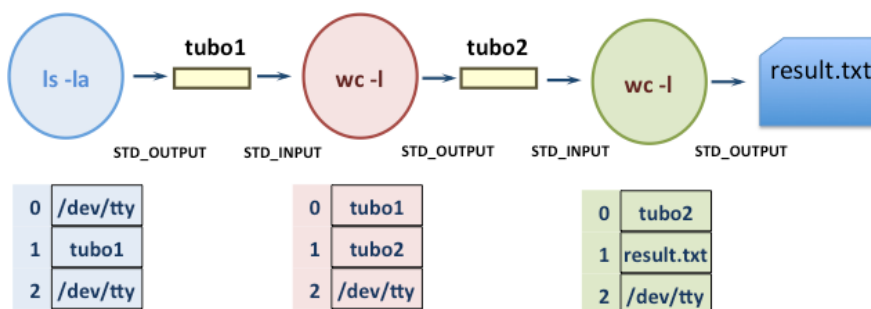 tubo1
tubo2
ls -la
wc -l
wc -l
result.txt
STD_OUTPUT
STD_INPUT
STD_OUTPUT
STD_INPUT
STD_OUTPUT
0 /dev/tty
1 tubo1
2 /dev/tty
0 tubo1
1 tubo2
2 /dev/tty
0 tubo2
1 result.txt
2 /dev/tty